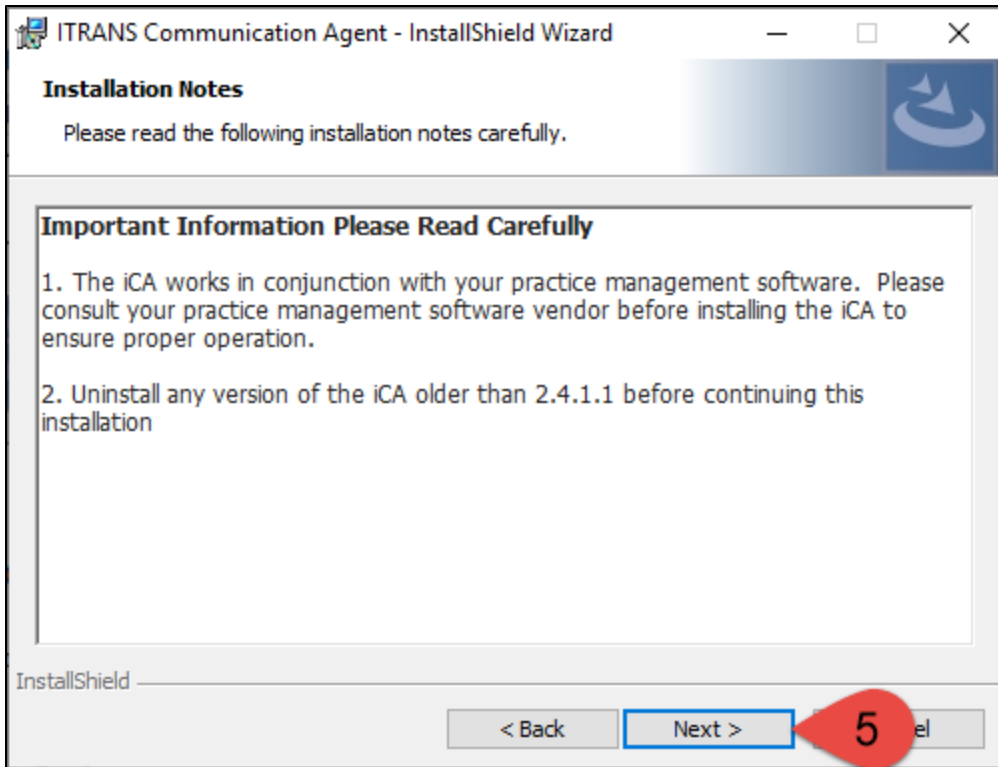 ITRANS Communication Agent - InstallShield Wizard
Installation Notes
Please read the following installation notes carefully.
Important Information Please Read Carefully
1. The iCA works in conjunction with your practice management software.  Please
consult your practice management software vendor before installing the iCA to
ensure proper operation.
2. Uninstall any version of the iCA older than 2.4.1.1 before continuing this
installation
InstallShield
< Back
Next >
5